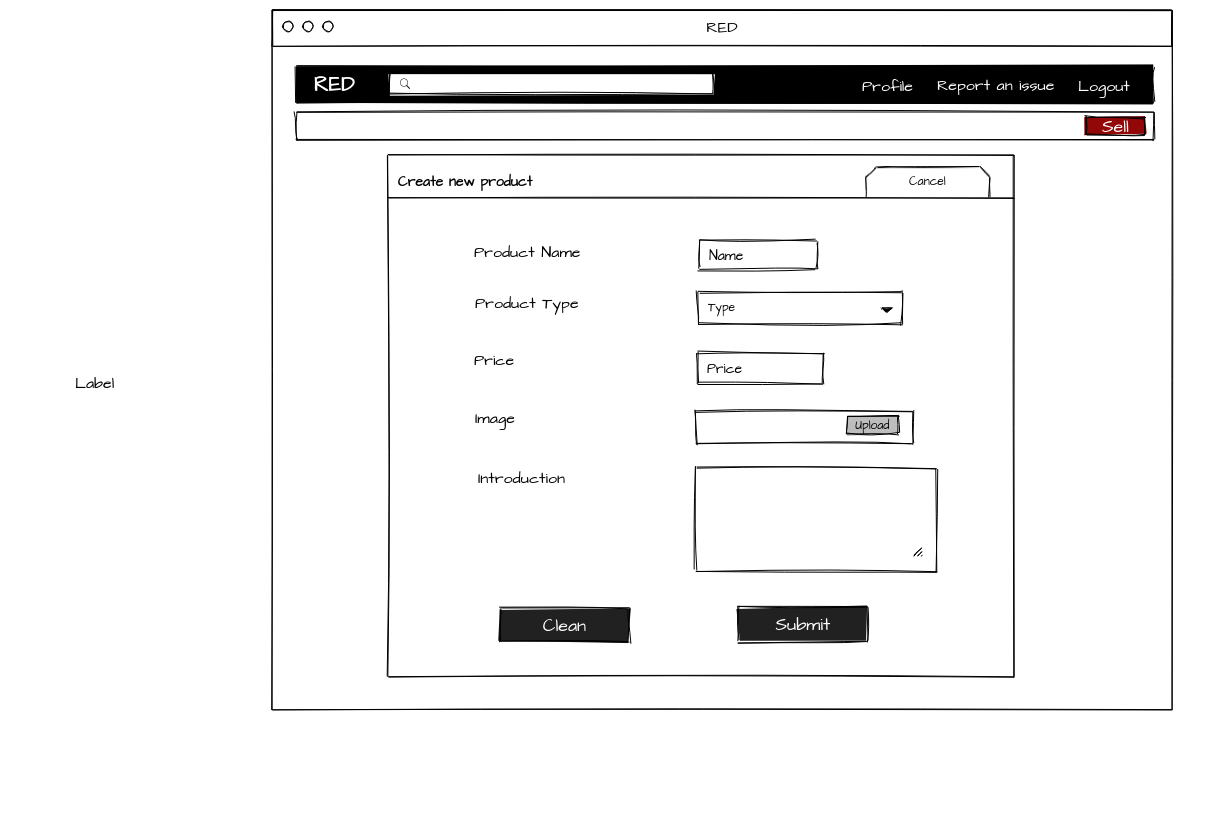 RED
RED
Profile Report an issue Logout
Sell
Create new product
Cancel
Product Name
Name
Product Type
Type
Price
Price
Label
Image
Upload
Introduction
Clean
Submit